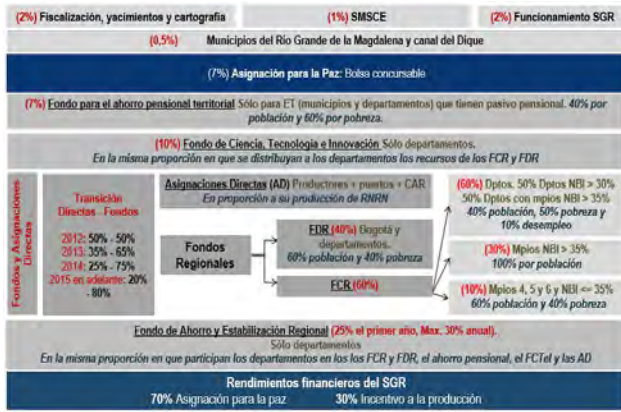 (2%) Fiscalización, yacimientos y cartografía
(1%) SMSCE
(2%) Funcionamiento SGR
(0,5%) Municipios del Río Grande de la Magdalena y canal del Dique
(7%) Asignación para la Paz: Bolsa concursable
(7%) Fondo para el ahorro pensional territorial Sólo para ET (municipios y departamentos) que tienen pasivo pensional. 40% por
población y 60% por pobreza.
(10%) Fondo de Ciencia, Tecnología e Innovación Sólo departamentos.
En la misma proporción en que se distribuyan a los departamentos los recursos de los FCR y FDR
Fondos y Asignaciones
Directas
Transición
Directas - Fondos
2012: 50% - 50%
2013: 35% - 65%
2014: 25% - 75%
2015 en adelante: 20%
- 80%
Asignaciones Directas (AD) Productores + puertos + CAR
En proporción a su producción de RNRN
Fondos
Regionales
FDR (40%) Bogotá y
departamentos.
60% población y 40% pobreza
FCR (60%)
(60%) Dptos. 50% Dptos NBI > 30%
50% Dptos con mpios NBI > 35%
40% población, 50% pobreza y
10% desempleo
(30%) Mpios NBI > 35%
100% por población
(10%) Mpios 4, 5 y 6 y NBI <= 35%
60% población y 40% pobreza
Fondo de Ahorro y Estabilización Regional (25% el primer año, Max. 30% anual).
Sólo departamentos
En la misma proporción en que participan los departamentos en los los FCR y FDR, el ahorro pensional, el FCTeI y las AD
Rendimientos financieros del SGR
70% Asignación para la paz
30% Incentivo a la producción